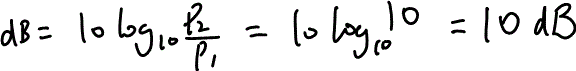 dB = 10 log₁₀ P₂/P₁ = 10 log₁₀ 10 = 10 dB